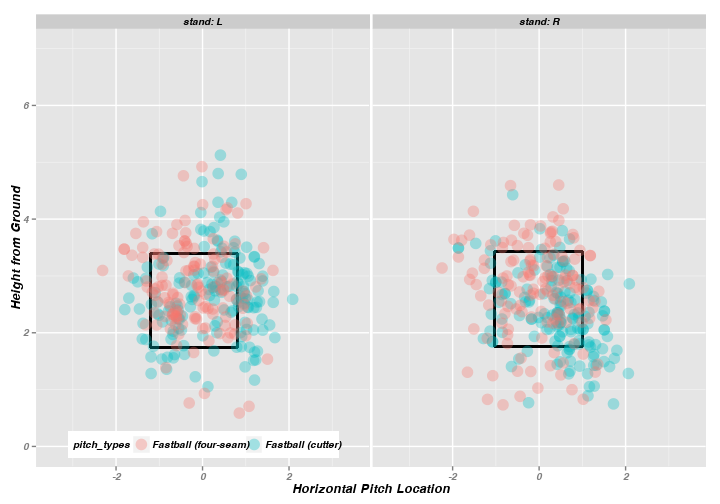 stand: L
stand: R
6
4
2
0
Height from Ground
pitch_types Fastball (four-seam) Fastball (cutter)
-2 0 2 -2 0 2
Horizontal Pitch Location